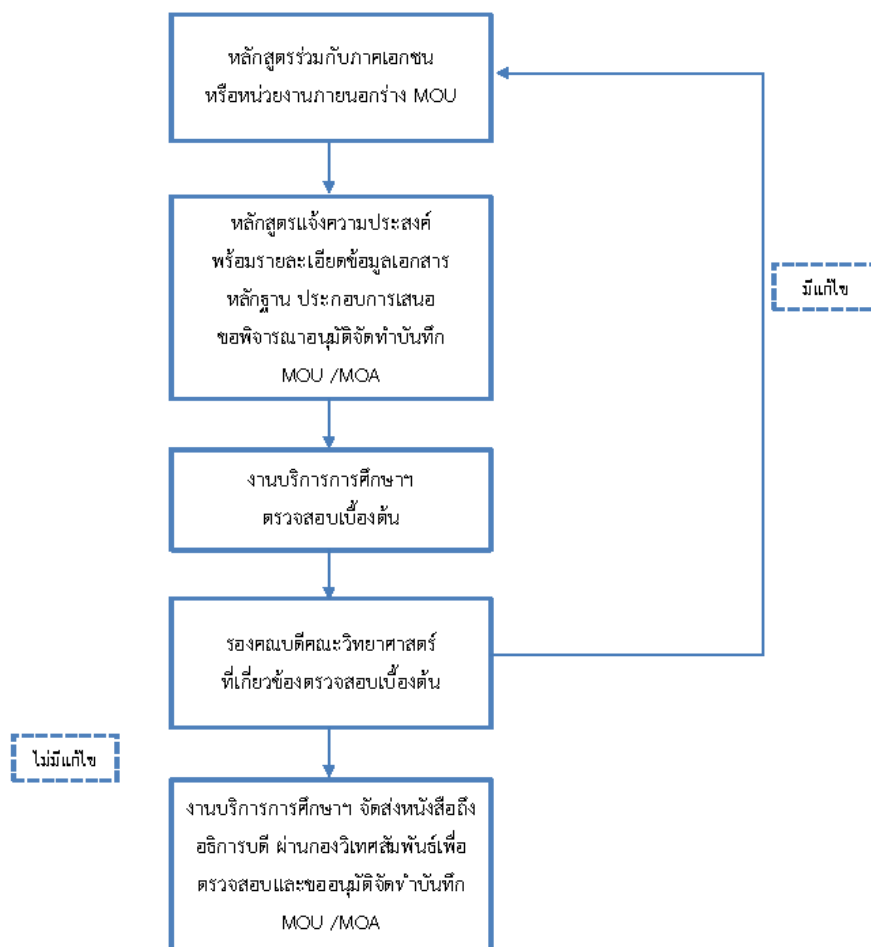 หลักสูตรร่วมกับภาคเอกชน
หรือหน่วยงานภายนอกร่าง MOU
หลักสูตรแจ้งความประสงค์
พร้อมรายละเอียดข้อมูลเอกสาร
หลักฐาน ประกอบการเสนอ
ขอพิจารณาอนุมัติจัดทำบันทึก
MOU /MOA
มีแก้ไข
งานบริการการศึกษาฯ
ตรวจสอบเบื้องต้น
รองคณบดีคณะวิทยาศาสตร์
ที่เกี่ยวข้องตรวจสอบเบื้องต้น
ไม่มีแก้ไข
งานบริการการศึกษาฯ จัดส่งหนังสือถึง
อธิการบดี ผ่านกองวิเทศสัมพันธ์เพื่อ
ตรวจสอบและขออนุมัติจัดทำบันทึก
MOU /MOA